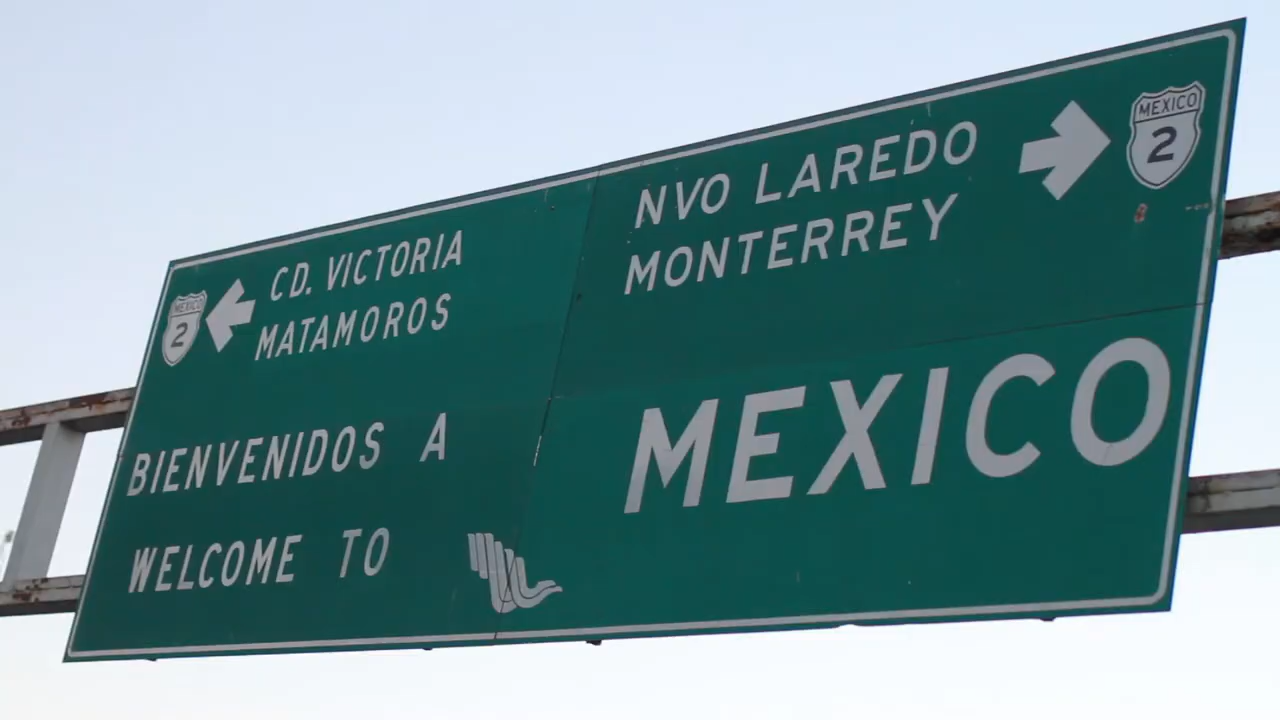 MEXICO
2
CD. VICTORIA
MATAMOROS
NVO LAREDO
MONTERREY
MEXICO
2
BIENVENIDOS A
WELCOME TO
MEXICO